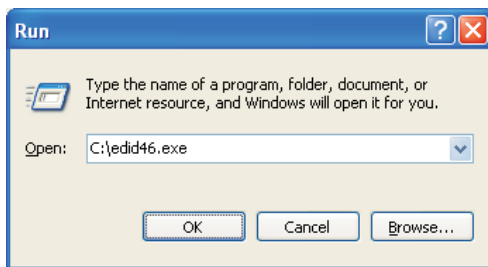 Run
Type the name of a program, folder, document, or
Internet resource, and Windows will open it for you.
Open: C:\edid46.exe
OK Cancel Browse...